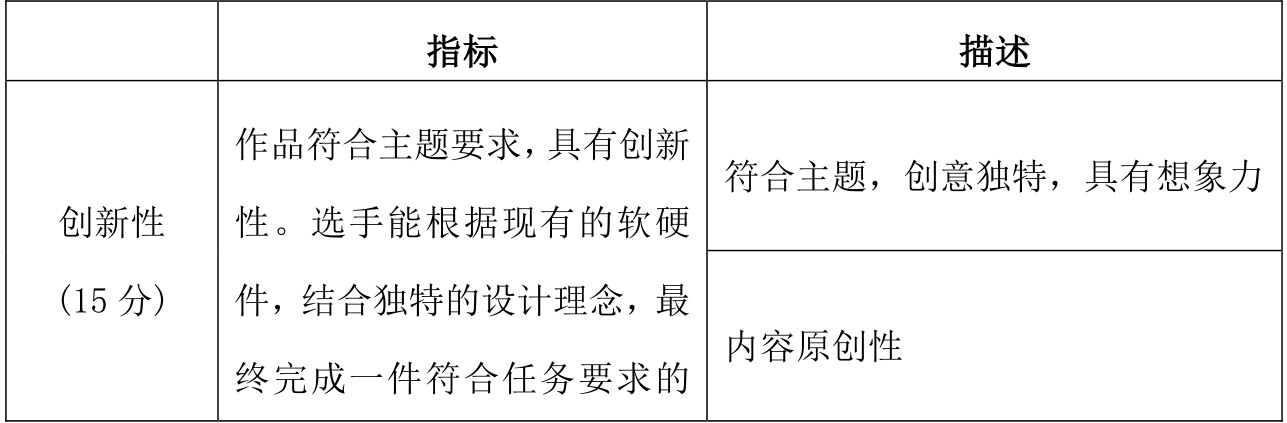 指标
描述
创新性
(15 分)
作品符合主题要求，具有创新
性。选手能根据现有的软硬
件，结合独特的设计理念，最
终完成一件符合任务要求的
符合主题，创意独特，具有想象力
内容原创性